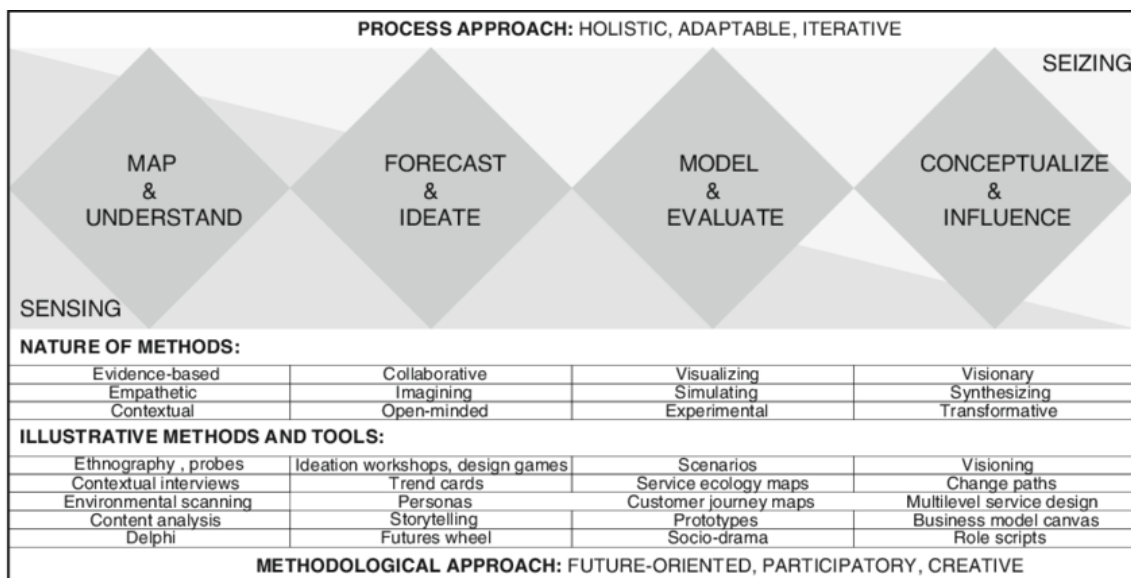 PROCESS APPROACH: HOLISTIC, ADAPTABLE, ITERATIVE
SEIZING
MAP
&
UNDERSTAND
FORECAST
&
IDEATE
MODEL
&
EVALUATE
CONCEPTUALIZE
&
INFLUENCE
SENSING
NATURE OF METHODS:
Evidence-based Collaborative Visualizing Visionary
Empathetic Imagining Simulating Synthesizing
Contextual Open-minded Experimental Transformative
ILLUSTRATIVE METHODS AND TOOLS:
Ethnography , probes Ideation workshops, design games Scenarios Visioning
Contextual interviews Trend cards Service ecology maps Change paths
Environmental scanning Personas Customer journey maps Multilevel service design
Content analysis Storytelling Prototypes Business model canvas
Delphi Futures wheel Socio-drama Role scripts
METHODOLOGICAL APPROACH: FUTURE-ORIENTED, PARTICIPATORY, CREATIVE